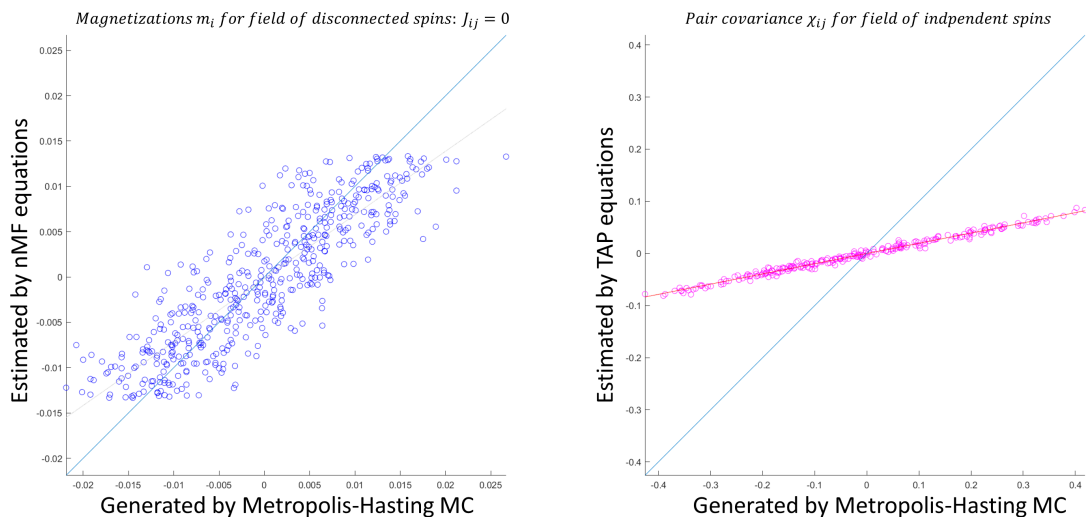 Magnetizations m_i for field of disconnected spins: J_ij = 0
Estimated by nMF equations
0.025
0.02
0.015
0.01
0.005
0
-0.005
-0.01
-0.015
-0.02
-0.02 -0.015 -0.01 -0.005 0 0.005 0.01 0.015 0.02 0.025
Generated by Metropolis-Hasting MC
Pair covariance χ_ij for field of indpendent spins
Estimated by TAP equations
0.4
0.3
0.2
0.1
0
-0.1
-0.2
-0.3
-0.4
-0.4 -0.3 -0.2 -0.1 0 0.1 0.2 0.3 0.4
Generated by Metropolis-Hasting MC